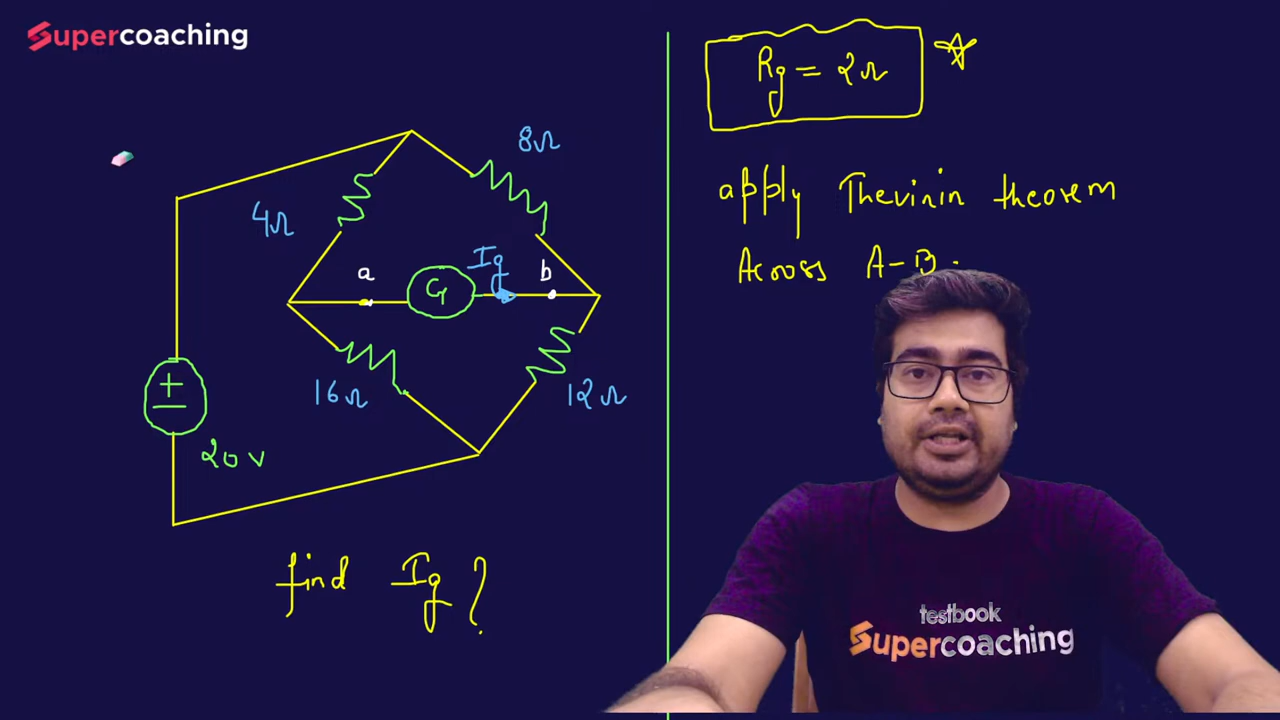 Supercoaching
8Ω
4Ω
a
G
Ig
b
16Ω
12Ω
+
20v
find Ig ?
Rg = 2Ω
apply Thevinin theorem
Across A-B.
testbook
Supercoaching